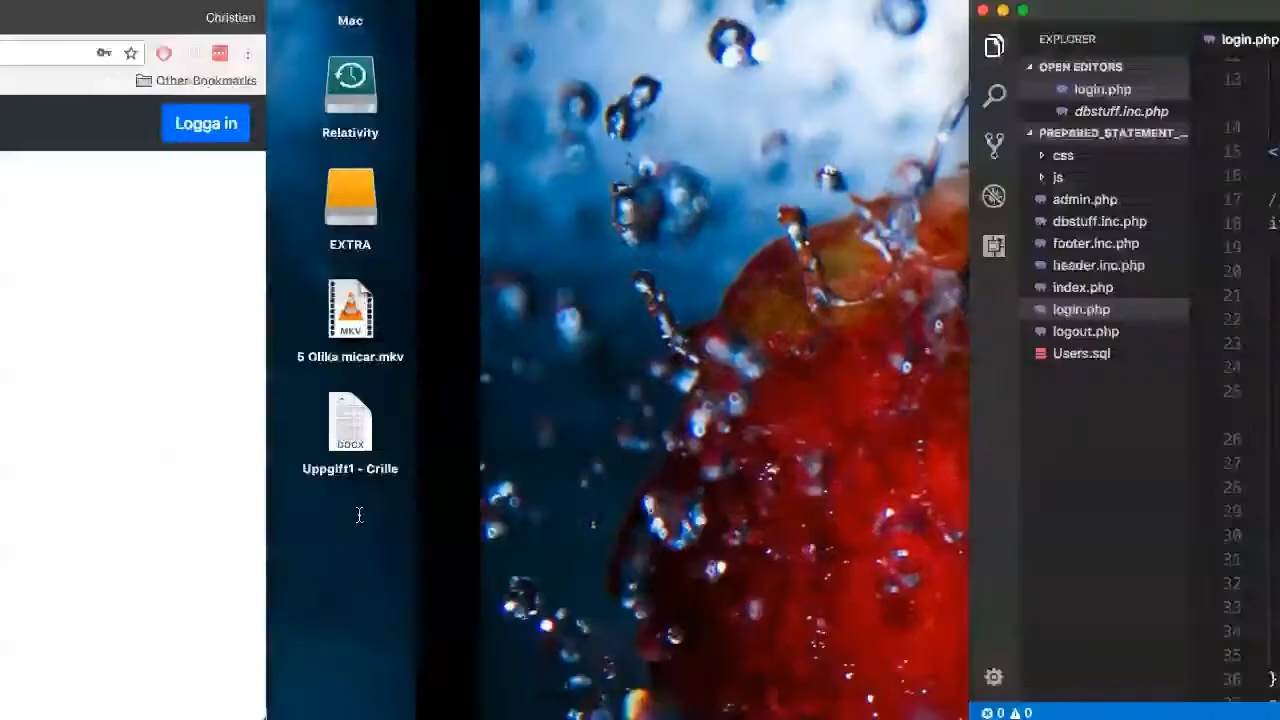 Christian
Other Bookmarks
Logga in
Mac
Relativity
EXTRA
MKV
5 Olika micar.mkv
DOCX
Uppgift1 - Crille
EXPLORER
OPEN EDITORS
login.php
dbstuff.inc.php
PREPARED_STATEMENT_...
css
js
admin.php
dbstuff.inc.php
footer.inc.php
header.inc.php
index.php
login.php
logout.php
Users.sql
0 0
login.php
13
14
15 <
16
17 /
18
19
20
21
22
23
24
25
26
27
28
29
30
31
32
33
34
35
36 }